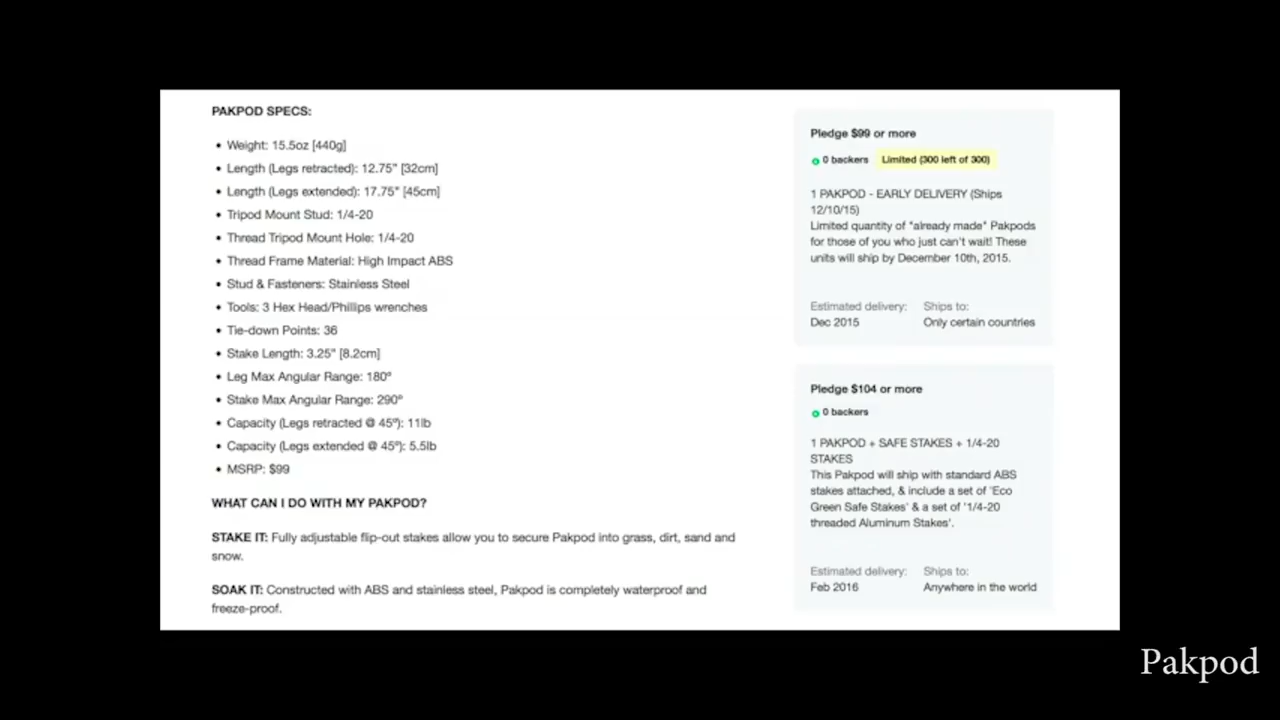 PAKPOD SPECS:
• Weight: 15.5oz [440g]
• Length (Legs retracted): 12.75" [32cm]
• Length (Legs extended): 17.75" [45cm]
• Tripod Mount Stud: 1/4-20
• Thread Tripod Mount Hole: 1/4-20
• Thread Frame Material: High Impact ABS
• Stud & Fasteners: Stainless Steel
• Tools: 3 Hex Head/Phillips wrenches
• Tie-down Points: 36
• Stake Length: 3.25" [8.2cm]
• Leg Max Angular Range: 180º
• Stake Max Angular Range: 290º
• Capacity (Legs retracted @ 45º): 11lb
• Capacity (Legs extended @ 45º): 5.5lb
• MSRP: $99
WHAT CAN I DO WITH MY PAKPOD?
STAKE IT: Fully adjustable flip-out stakes allow you to secure Pakpod into grass, dirt, sand and
snow.
SOAK IT: Constructed with ABS and stainless steel, Pakpod is completely waterproof and
freeze-proof.
Pledge $99 or more
0 backers Limited (300 left of 300)
1 PAKPOD - EARLY DELIVERY (Ships
12/10/15)
Limited quantity of "already made" Pakpods
for those of you who just can't wait! These
units will ship by December 10th, 2015.
Estimated delivery: Ships to:
Dec 2015 Only certain countries
Pledge $104 or more
0 backers
1 PAKPOD + SAFE STAKES + 1/4-20
STAKES
This Pakpod will ship with standard ABS
stakes attached, & include a set of 'Eco
Green Safe Stakes' & a set of '1/4-20
threaded Aluminum Stakes'.
Estimated delivery: Ships to:
Feb 2016 Anywhere in the world
Pakpod